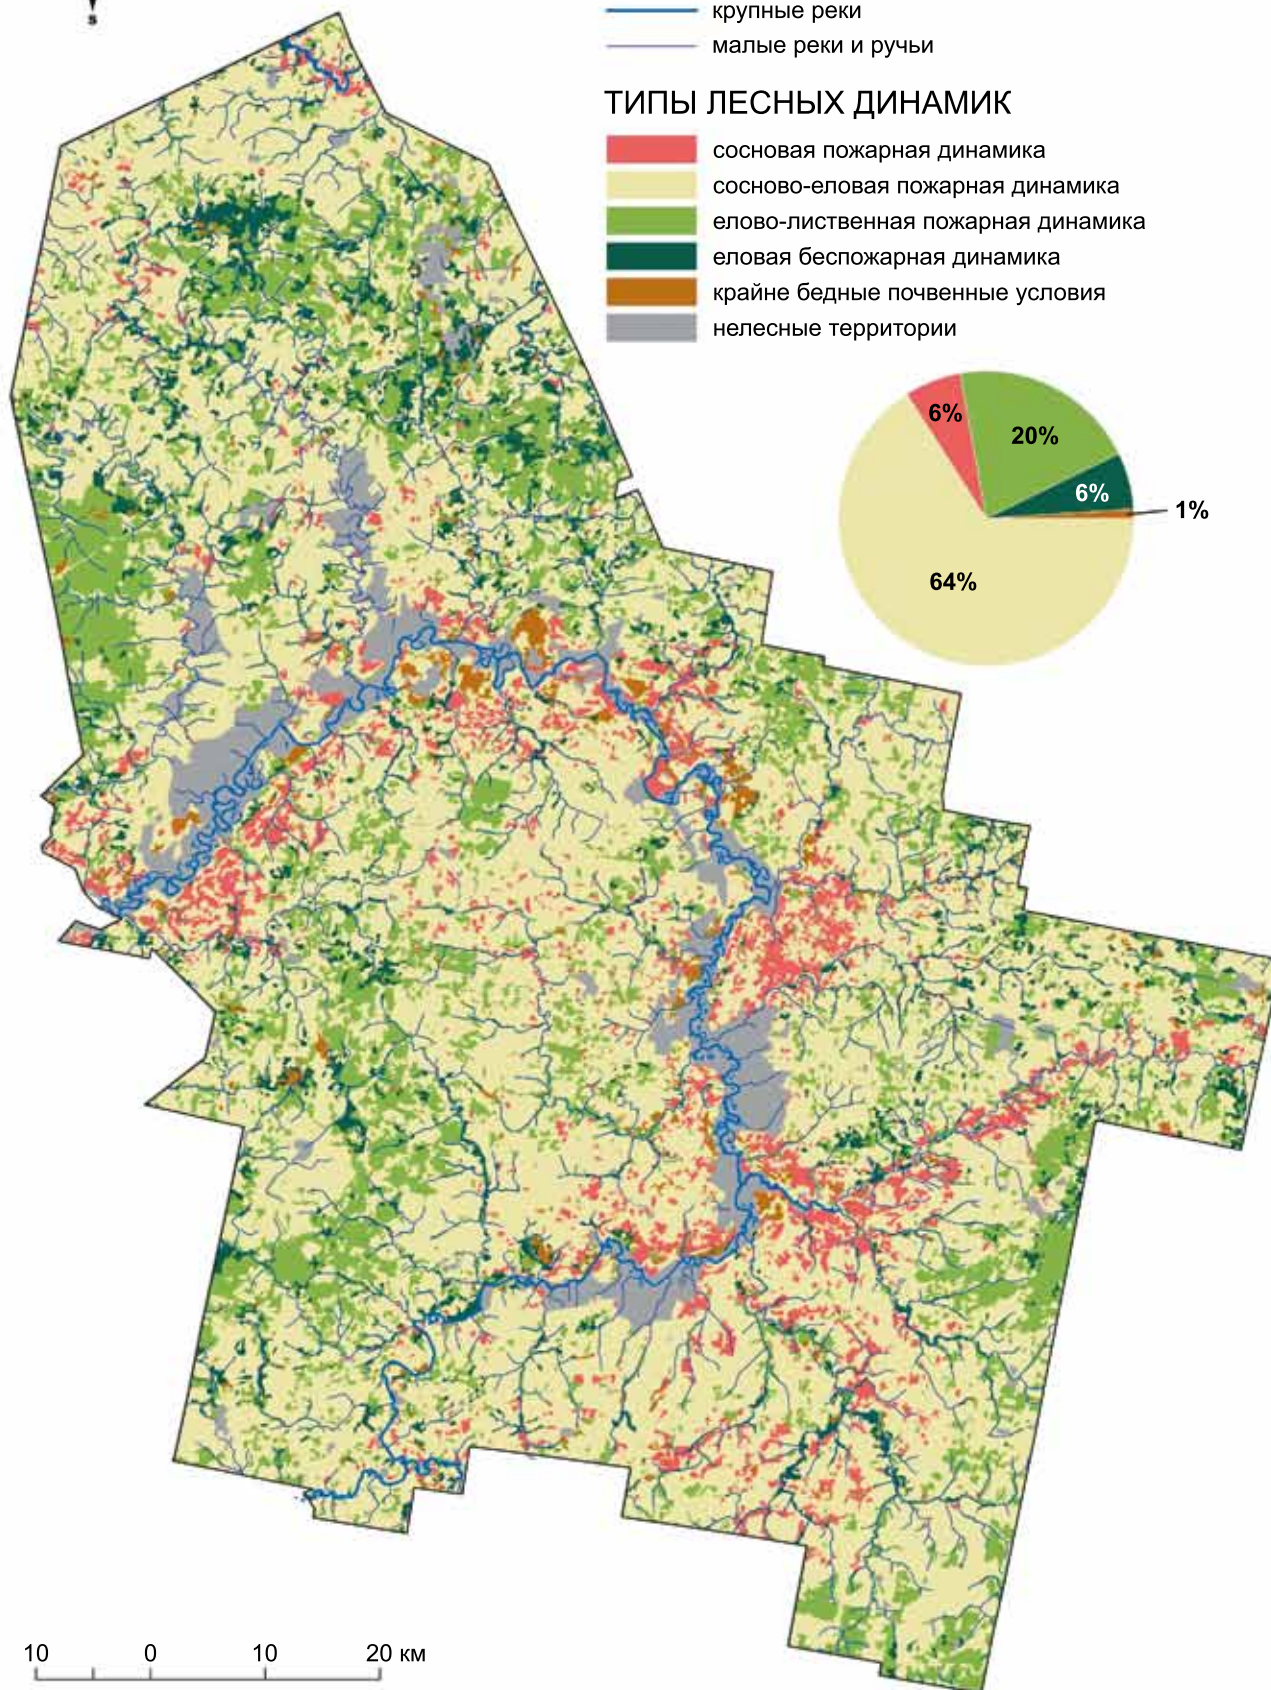 s
крупные реки
малые реки и ручьи
ТИПЫ ЛЕСНЫХ ДИНАМИК
сосновая пожарная динамика
сосново-еловая пожарная динамика
елово-лиственная пожарная динамика
еловая беспожарная динамика
крайне бедные почвенные условия
нелесные территории
6%
20%
6%
1%
64%
10 0 10 20 км